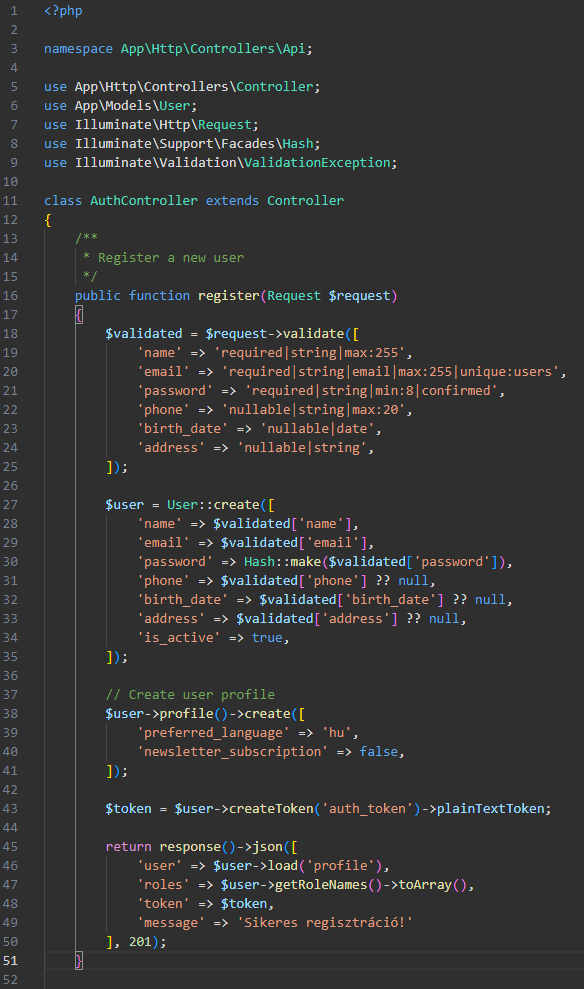 1 <?php
2
3 namespace App\Http\Controllers\Api;
4
5 use App\Http\Controllers\Controller;
6 use App\Models\User;
7 use Illuminate\Http\Request;
8 use Illuminate\Support\Facades\Hash;
9 use Illuminate\Validation\ValidationException;
10
11 class AuthController extends Controller
12 {
13     /**
14      * Register a new user
15      */
16     public function register(Request $request)
17     {
18         $validated = $request->validate([
19             'name' => 'required|string|max:255',
20             'email' => 'required|string|email|max:255|unique:users',
21             'password' => 'required|string|min:8|confirmed',
22             'phone' => 'nullable|string|max:20',
23             'birth_date' => 'nullable|date',
24             'address' => 'nullable|string',
25         ]);
26
27         $user = User::create([
28             'name' => $validated['name'],
29             'email' => $validated['email'],
30             'password' => Hash::make($validated['password']),
31             'phone' => $validated['phone'] ?? null,
32             'birth_date' => $validated['birth_date'] ?? null,
33             'address' => $validated['address'] ?? null,
34             'is_active' => true,
35         ]);
36
37         // Create user profile
38         $user->profile()->create([
39             'preferred_language' => 'hu',
40             'newsletter_subscription' => false,
41         ]);
42
43         $token = $user->createToken('auth_token')->plainTextToken;
44
45         return response()->json([
46             'user' => $user->load('profile'),
47             'roles' => $user->getRoleNames()->toArray(),
48             'token' => $token,
49             'message' => 'Sikeres regisztráció!'
50         ], 201);
51     }
52